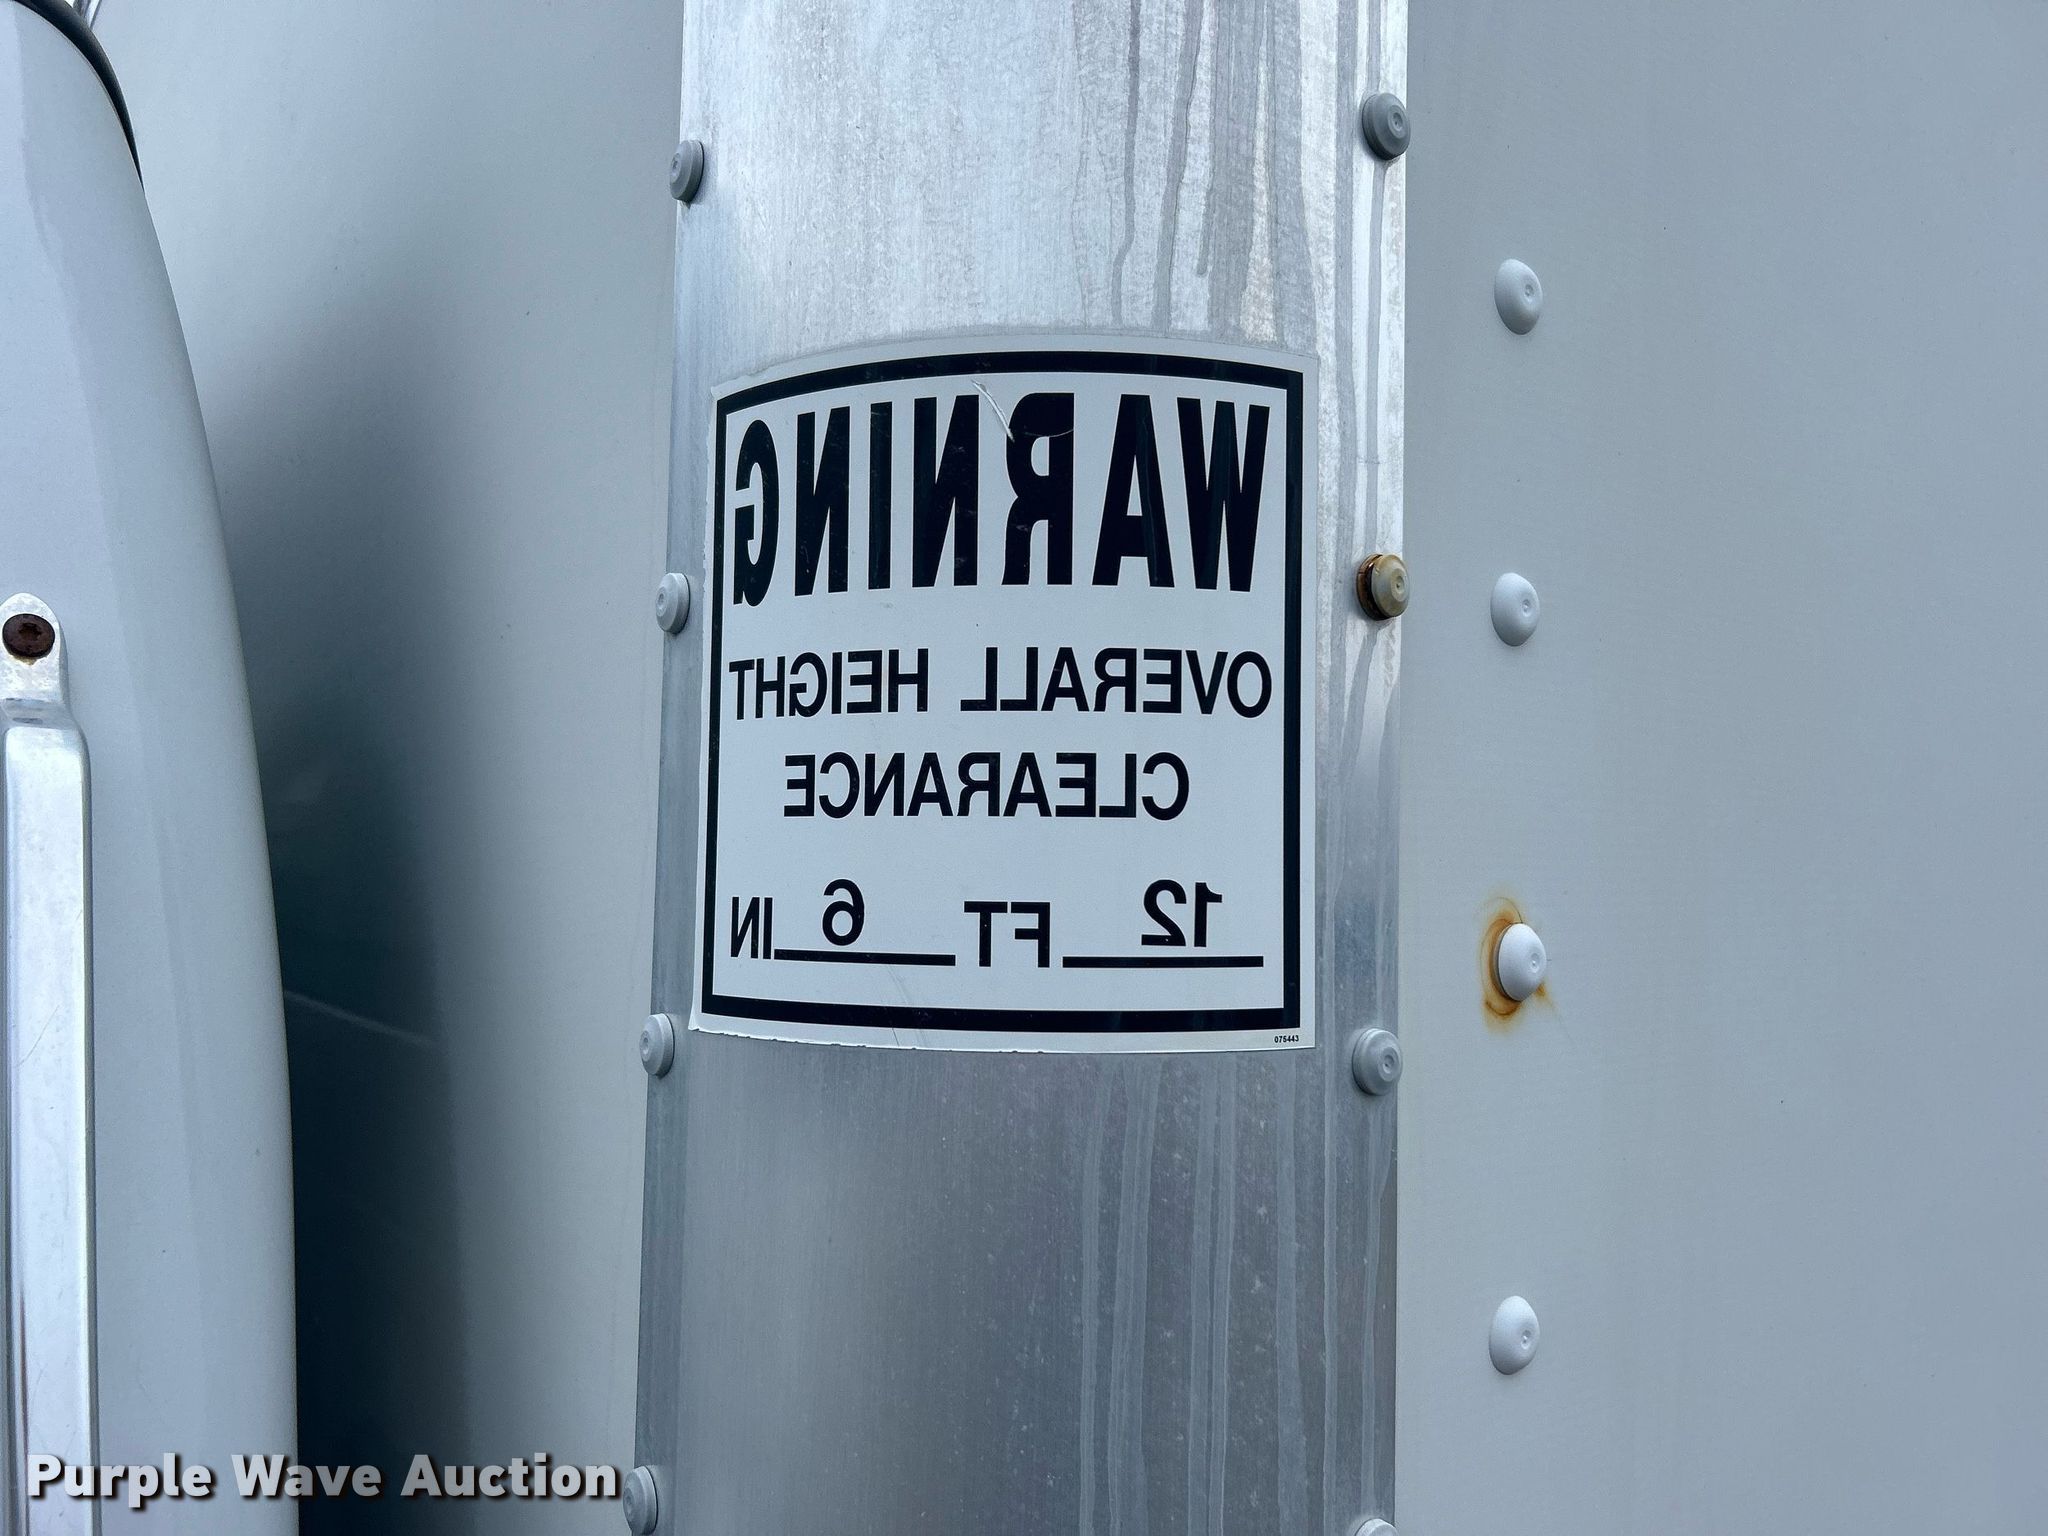 WARNING
OVERALL HEIGHT
CLEARANCE
12 FT 6 IN
075443
Purple Wave Auction